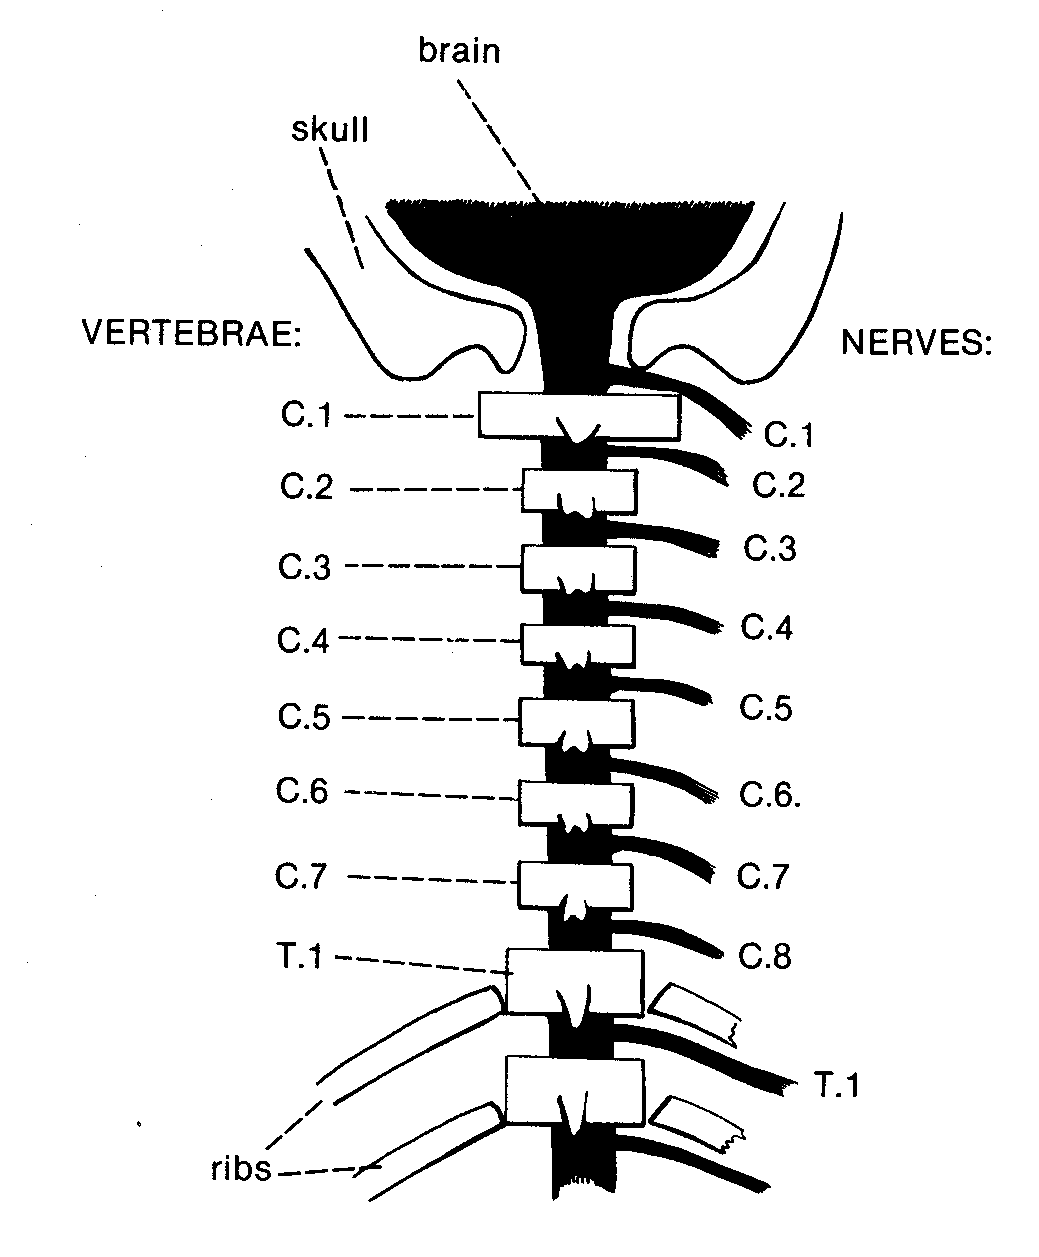 brain
skull
VERTEBRAE:
NERVES:
C.1
C.1
C.2
C.2
C.3
C.3
C.4
C.4
C.5
C.5
C.6
C.6.
C.7
C.7
T.1
C.8
T.1
ribs